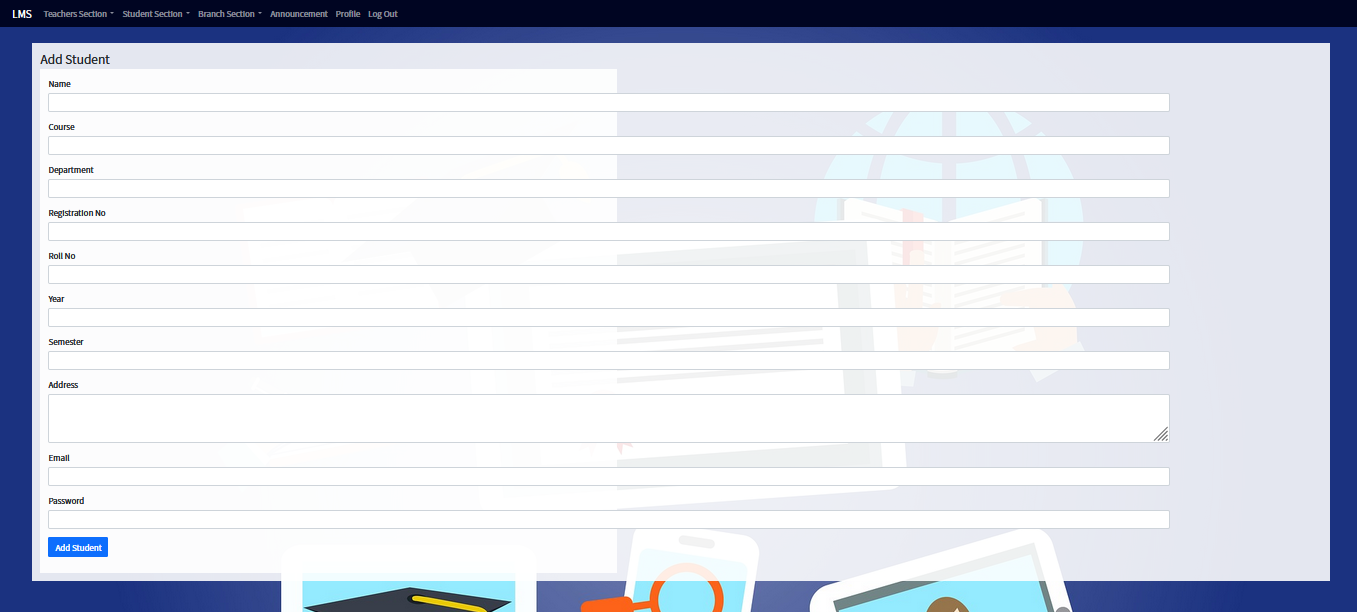 LMS Teachers Section Student Section Branch Section Announcement Profile Log Out
Add Student
Name
Course
Department
Registration No
Roll No
Year
Semester
Address
Email
Password
Add Student